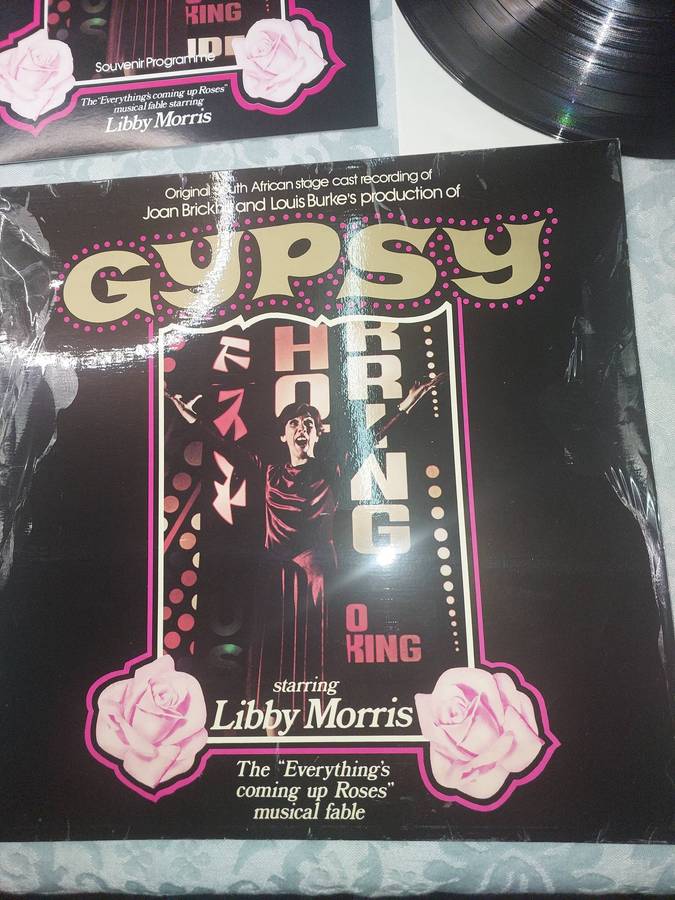 KING
Souvenir Programme
The "Everything's coming up Roses"
musical fable starring
Libby Morris
Original South African stage cast recording of
Joan Brickhill and Louis Burke's production of
GYPSY
HO
RRING
O
KING
starring
Libby Morris
The "Everything's
coming up Roses"
musical fable